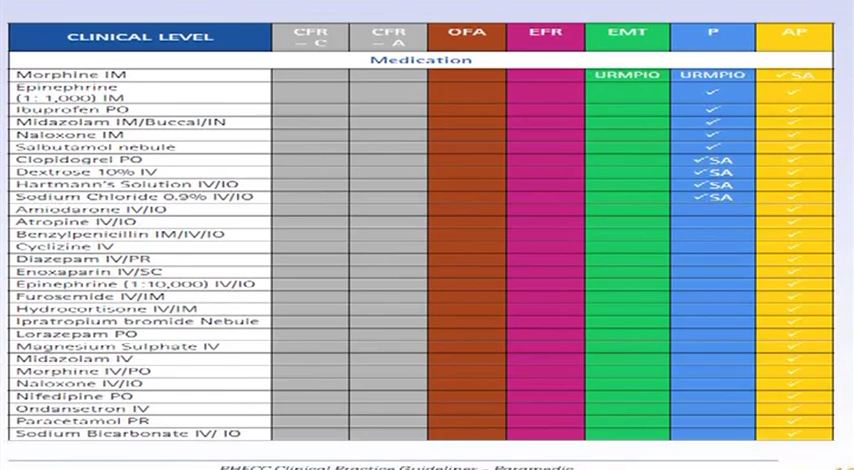 CLINICAL LEVEL CFR – C CFR – A OFA EFR EMT P AP
Medication
Morphine IM URMPIO URMPIO ✓SA
Epinephrine
(1: 1,000) IM ✓ ✓
Ibuprofen PO ✓ ✓
Midazolam IM/Buccal/IN ✓ ✓
Naloxone IM ✓ ✓
Salbutamol nebule ✓ ✓
Clopidogrel PO ✓SA ✓
Dextrose 10% IV ✓SA ✓
Hartmann's Solution IV/IO ✓SA ✓
Sodium Chloride 0.9% IV/IO ✓SA ✓
Amiodarone IV/IO ✓
Atropine IV/IO ✓
Benzylpenicillin IM/IV/IO ✓
Cyclizine IV ✓
Diazepam IV/PR ✓
Enoxaparin IV/SC ✓
Epinephrine (1:10,000) IV/IO ✓
Furosemide IV/IM ✓
Hydrocortisone IV/IM ✓
Ipratropium bromide Nebule ✓
Lorazepam PO ✓
Magnesium Sulphate IV ✓
Midazolam IV ✓
Morphine IV/PO ✓
Naloxone IV/IO ✓
Nifedipine PO ✓
Ondansetron IV ✓
Paracetamol PR ✓
Sodium Bicarbonate IV/ IO ✓
PHECC Clinical Practice Guidelines – Paramedic